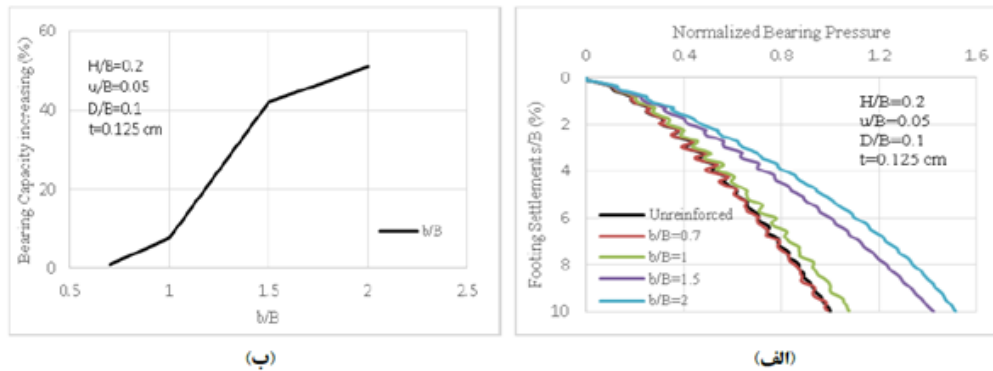 Bearing Capacity increasing (%)
60
40
20
0
H/B=0.2
u/B=0.05
D/B=0.1
t=0.125 cm
b/B
0.5 1 1.5 2 2.5
b/B
(ب)
Normalized Bearing Pressure
0 0.4 0.8 1.2 1.6
Footing Settlement s/B (%)
0
2
4
6
8
10
H/B=0.2
u/B=0.05
D/B=0.1
t=0.125 cm
Unreinforced
b/B=0.7
b/B=1
b/B=1.5
b/B=2
(الف)